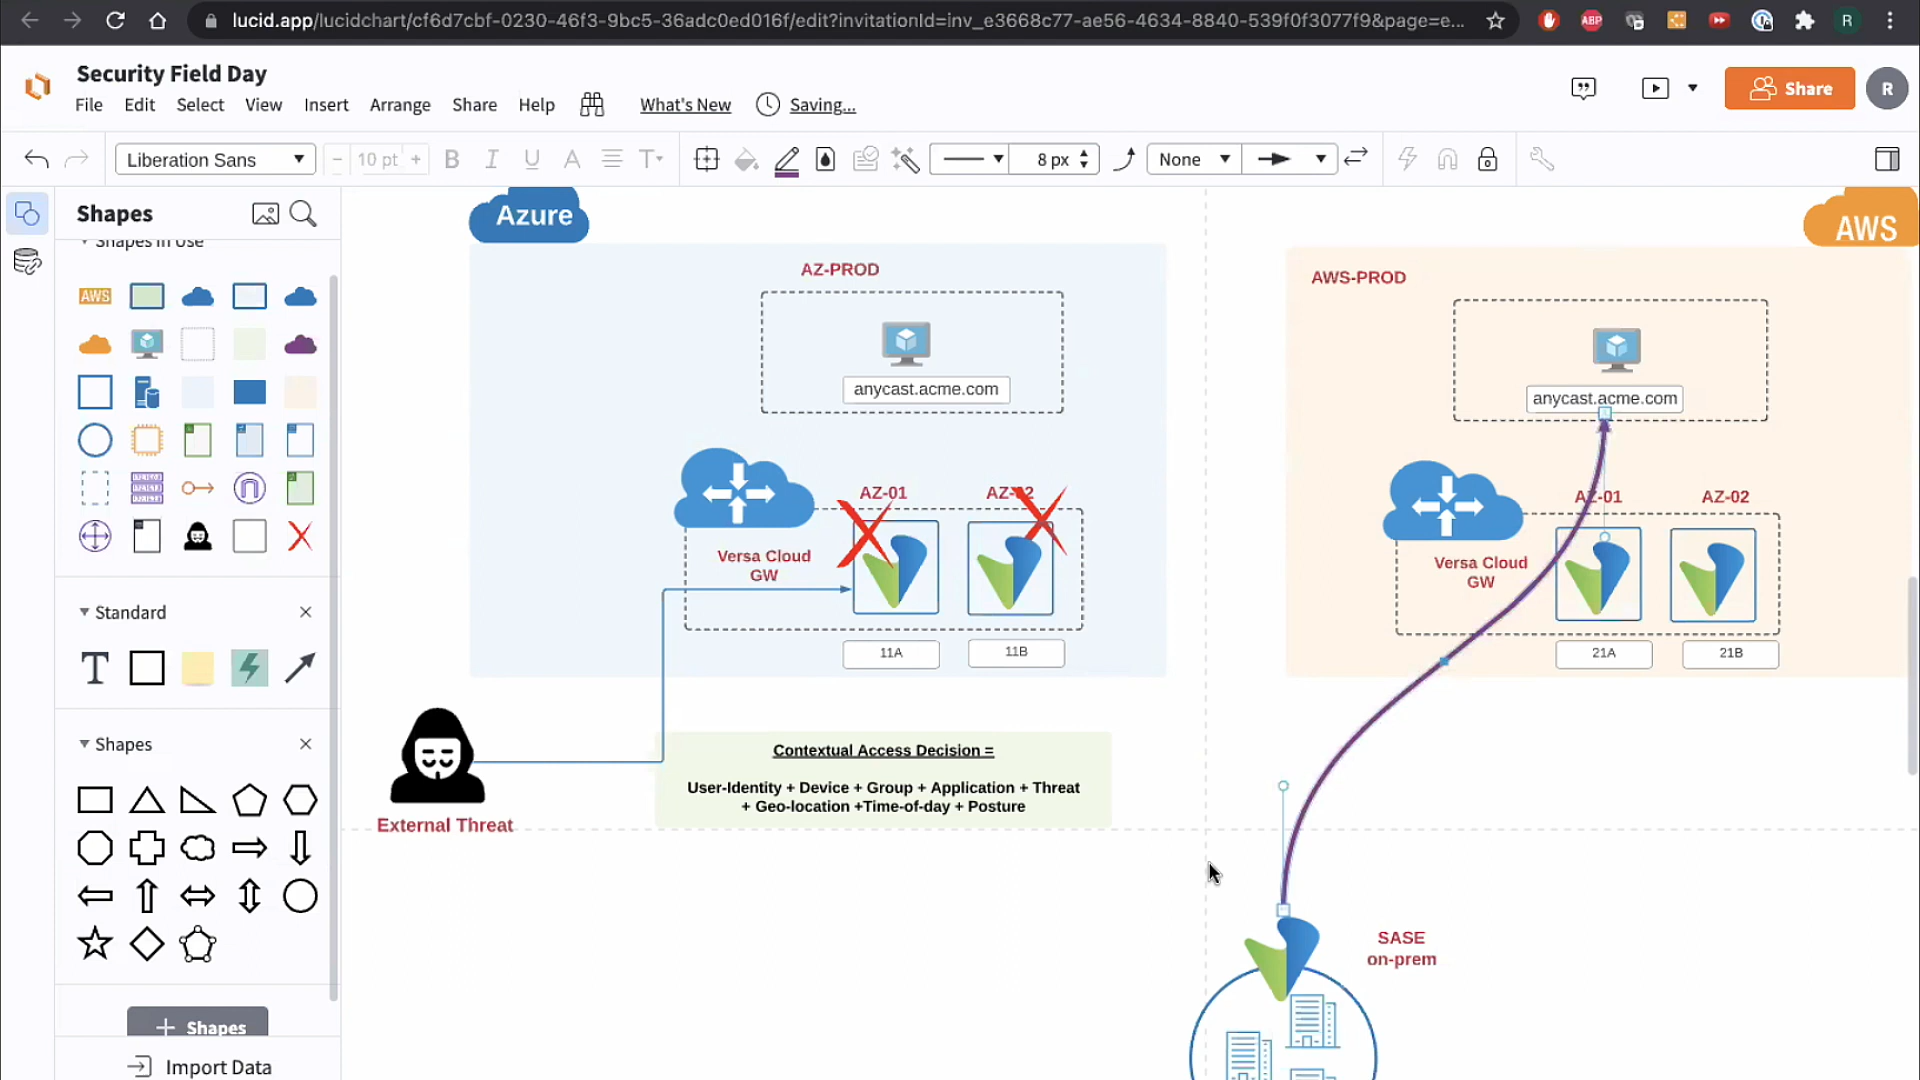 lucid.app/lucidchart/cf6d7cbf-0230-46f3-9bc5-36adc0ed016f/edit?invitationId=inv_e3668c77-ae56-4634-8840-539f0f3077f9&page=e...
ABP
R
Security Field Day
File Edit Select View Insert Arrange Share Help What's New Saving...
Share
R
Liberation Sans
10 pt
B I U A T
8 px
None
Shapes
Shapes in Use
AWS
Standard
T
Shapes
+ Shapes
Import Data
Azure
AZ-PROD
anycast.acme.com
AZ-01
AZ-02
Versa Cloud
GW
11A
11B
AWS
AWS-PROD
anycast.acme.com
AZ-01
AZ-02
Versa Cloud
GW
21A
21B
External Threat
Contextual Access Decision =
User-Identity + Device + Group + Application + Threat
+ Geo-location +Time-of-day + Posture
SASE
on-prem